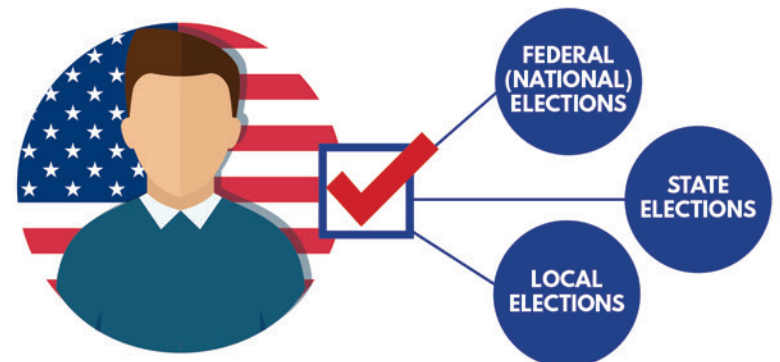 FEDERAL
(NATIONAL)
ELECTIONS
STATE
ELECTIONS
LOCAL
ELECTIONS